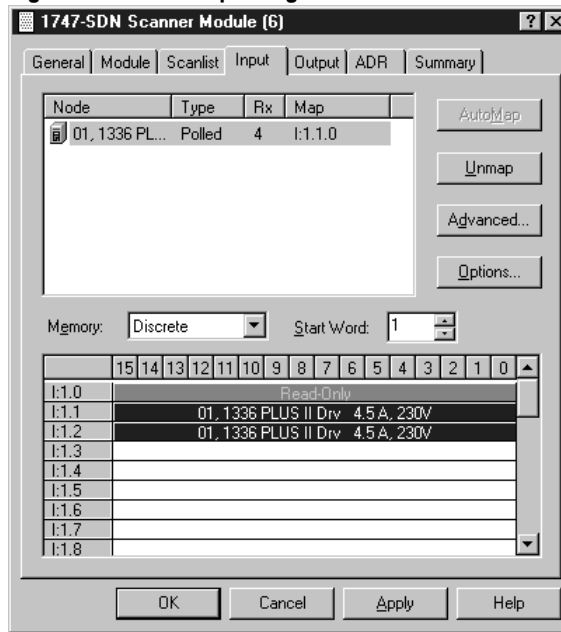 1747-SDN Scanner Module (6) ? X
General Module Scanlist Input Output ADR Summary
Node Type Rx Map
01, 1336 PL... Polled 4 I:1.1.0
AutoMap
Unmap
Advanced...
Options...
Memory: Discrete Start Word: 1
15 14 13 12 11 10 9 8 7 6 5 4 3 2 1 0
I:1.0 Read-Only
I:1.1 01, 1336 PLUS II Drv 4.5 A, 230V
I:1.2 01, 1336 PLUS II Drv 4.5 A, 230V
I:1.3
I:1.4
I:1.5
I:1.6
I:1.7
I:1.8
OK Cancel Apply Help